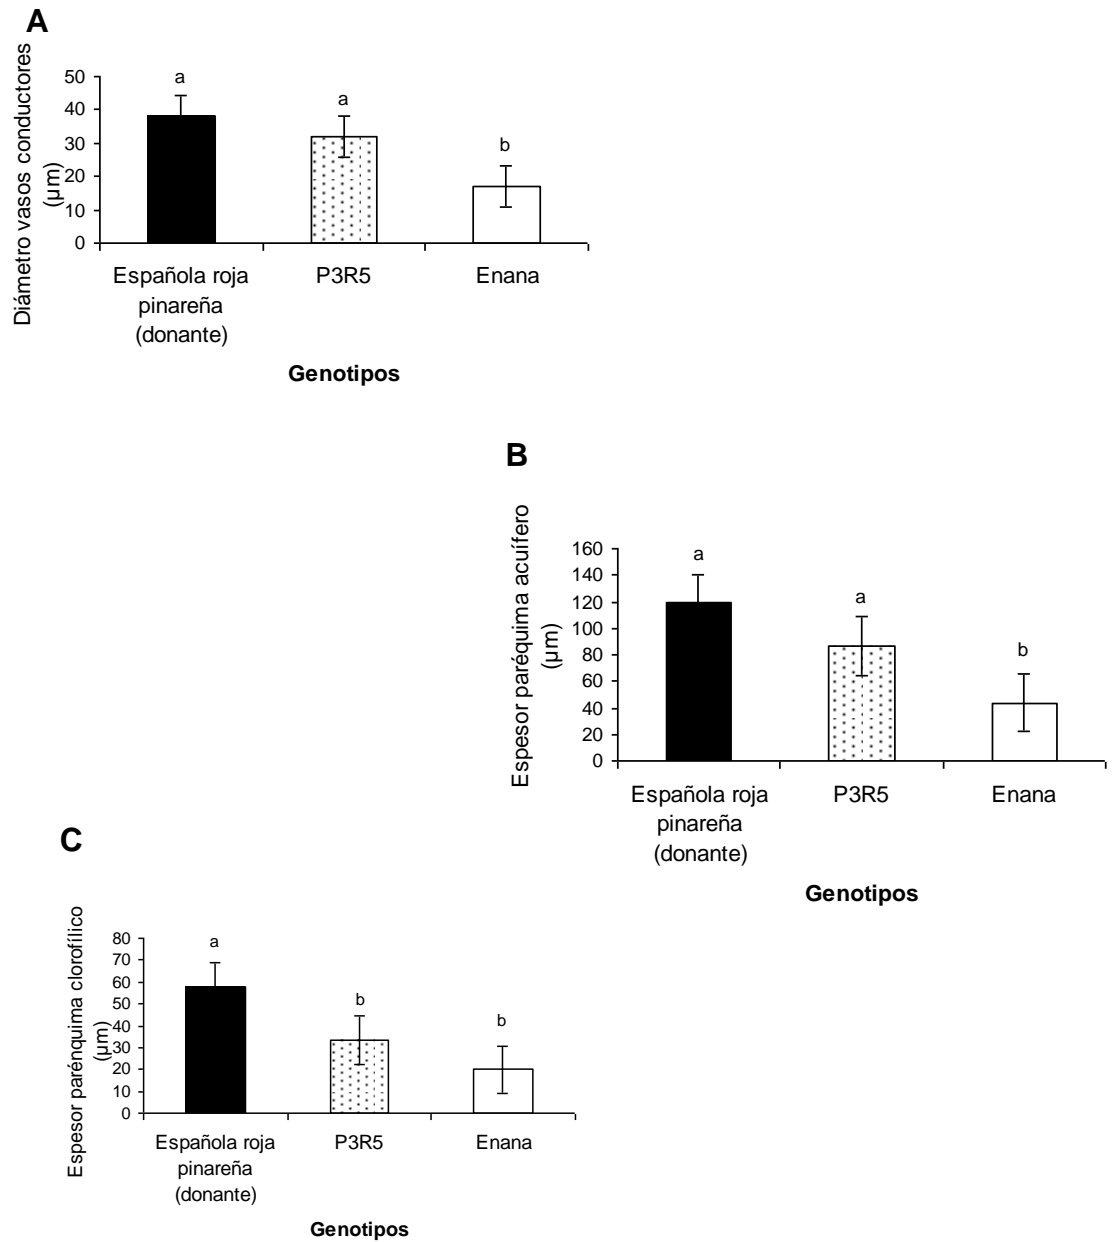 A
Diámetro vasos conductores
(µm)
50
40
30
20
10
0
a
a
b
Española roja
pinareña
(donante)
P3R5
Enana
Genotipos
B
Espesor paréquima acuífero
(µm)
160
140
120
100
80
60
40
20
0
a
a
b
Española roja
pinareña
(donante)
P3R5
Enana
Genotipos
C
Espesor parénquima clorofílico
(µm)
80
70
60
50
40
30
20
10
0
a
b
b
Española roja
pinareña
(donante)
P3R5
Enana
Genotipos